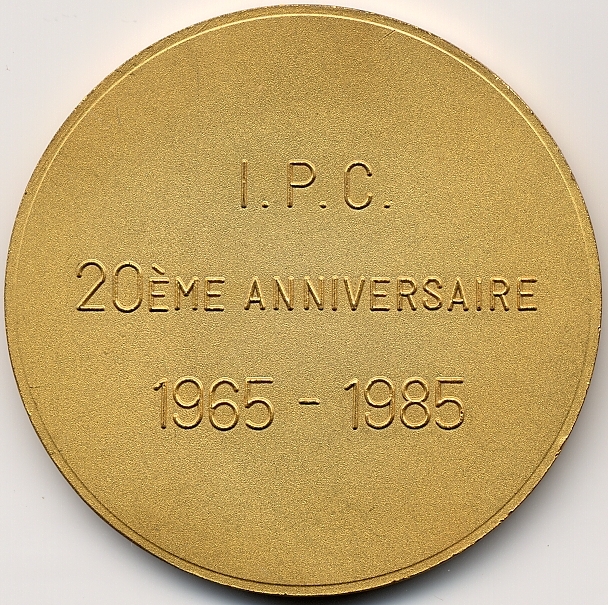 I.P.C.
20ÈME ANNIVERSAIRE
1965 - 1985